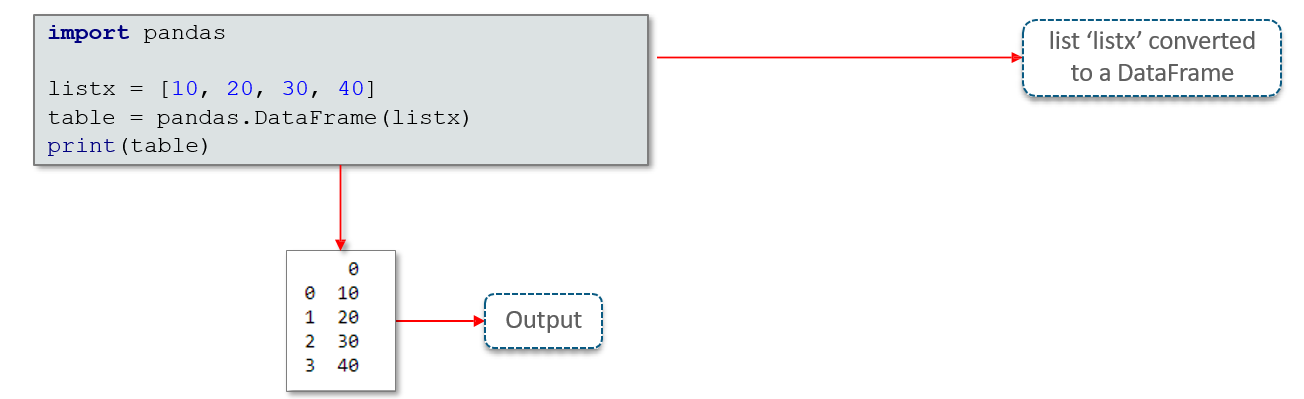 import pandas
listx = [10, 20, 30, 40]
table = pandas.DataFrame(listx)
print(table)
list ‘listx’ converted
to a DataFrame
0
0 10
1 20
2 30
3 40
Output